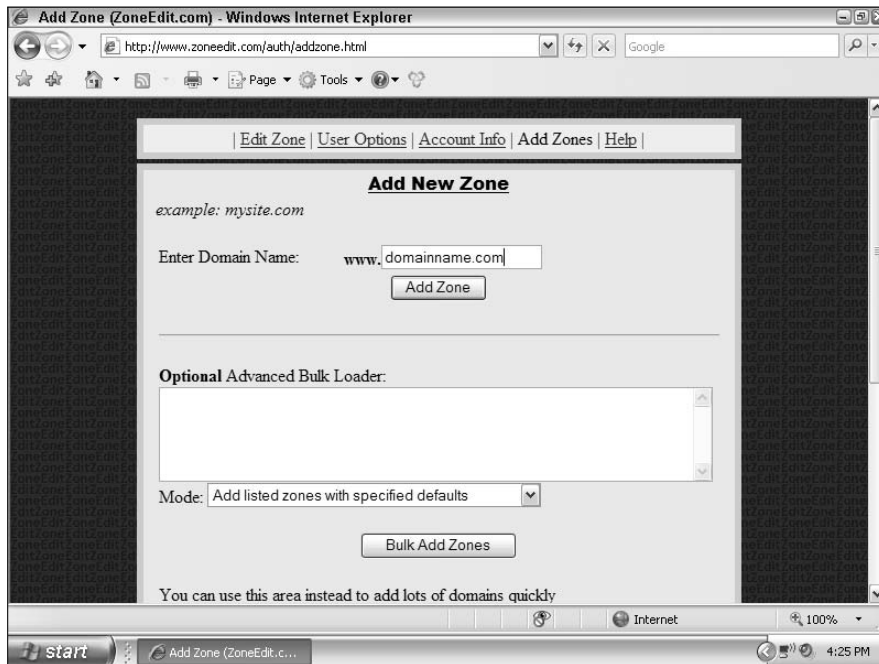 Add Zone (ZoneEdit.com) - Windows Internet Explorer
http://www.zoneedit.com/auth/addzone.html
Google
Page
Tools
| Edit Zone | User Options | Account Info | Add Zones | Help |
Add New Zone
example: mysite.com
Enter Domain Name: www. domainname.com
Add Zone
Optional Advanced Bulk Loader:
Mode: Add listed zones with specified defaults
Bulk Add Zones
You can use this area instead to add lots of domains quickly
Internet
100%
start
Add Zone (ZoneEdit.c...
4:25 PM